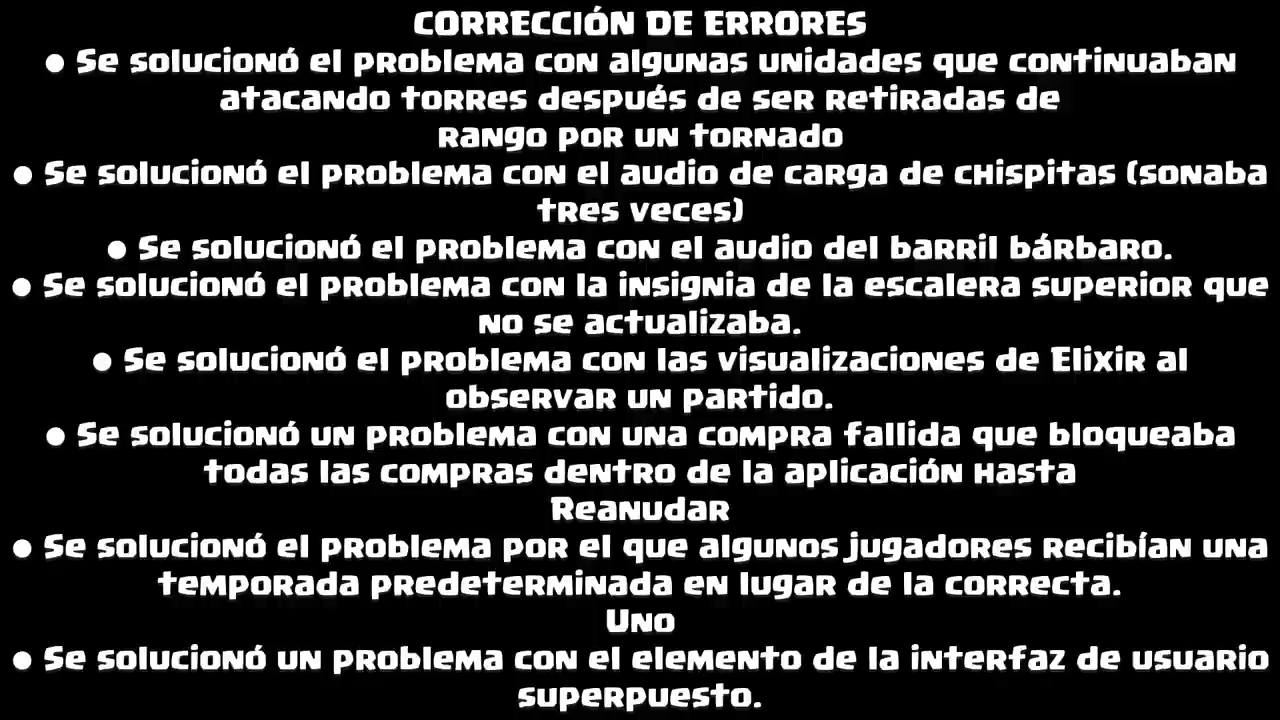 CORRECCIÓN DE ERRORES
● Se solucionó el problema con algunas unidades que continuaban
atacando torres después de ser retiradas de
rango por un tornado
● Se solucionó el problema con el audio de carga de chispitas (sonaba
tres veces)
● Se solucionó el problema con el audio del barril bárbaro.
● Se solucionó el problema con la insignia de la escalera superior que
no se actualizaba.
● Se solucionó el problema con las visualizaciones de Elixir al
observar un partido.
● Se solucionó un problema con una compra fallida que bloqueaba
todas las compras dentro de la aplicación hasta
Reanudar
● Se solucionó el problema por el que algunos jugadores recibían una
temporada predeterminada en lugar de la correcta.
Uno
● Se solucionó un problema con el elemento de la interfaz de usuario
superpuesto.